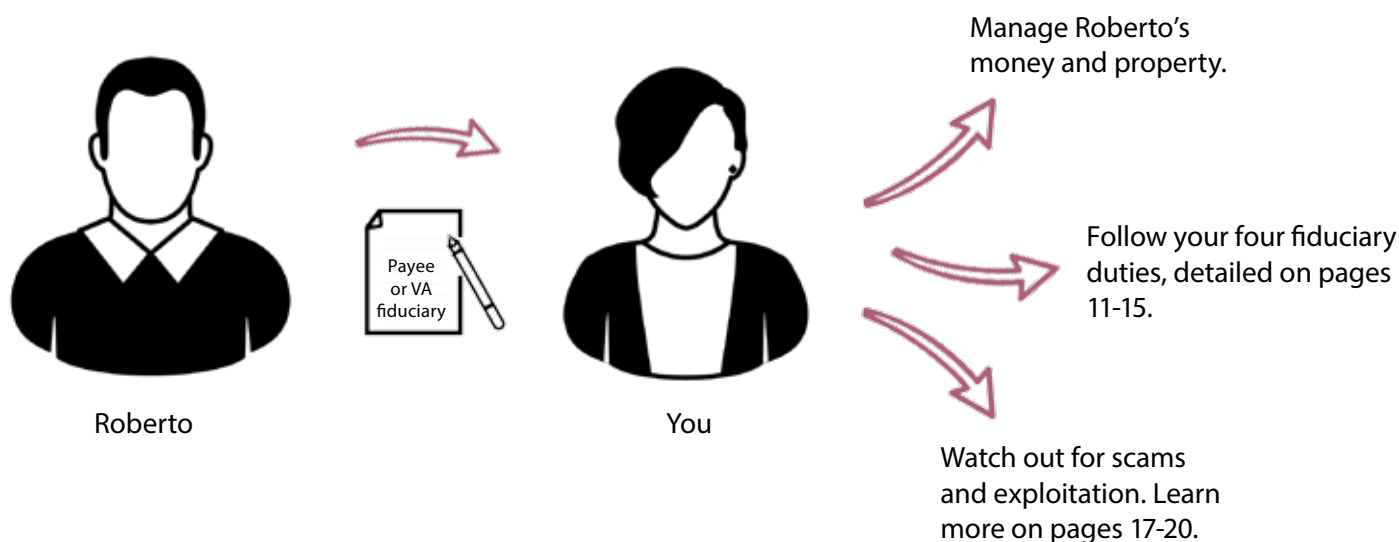 Manage Roberto’s
money and property.
Payee
or VA
fiduciary
Follow your four fiduciary
duties, detailed on pages
11-15.
Roberto
You
Watch out for scams
and exploitation. Learn
more on pages 17-20.